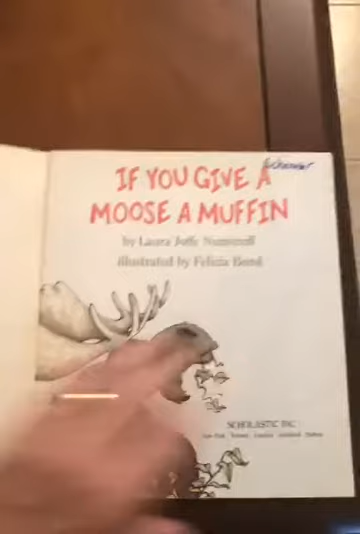 IF YOU GIVE A
MOOSE A MUFFIN
by Laura Joffe Numeroff
illustrated by Felicia Bond
SCHOLASTIC INC.